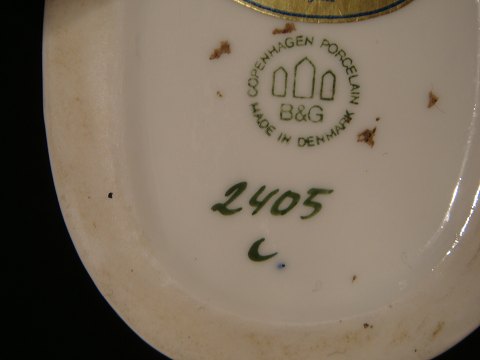 COPENHAGEN PORCELAIN
B&G
MADE IN DENMARK
2405
C